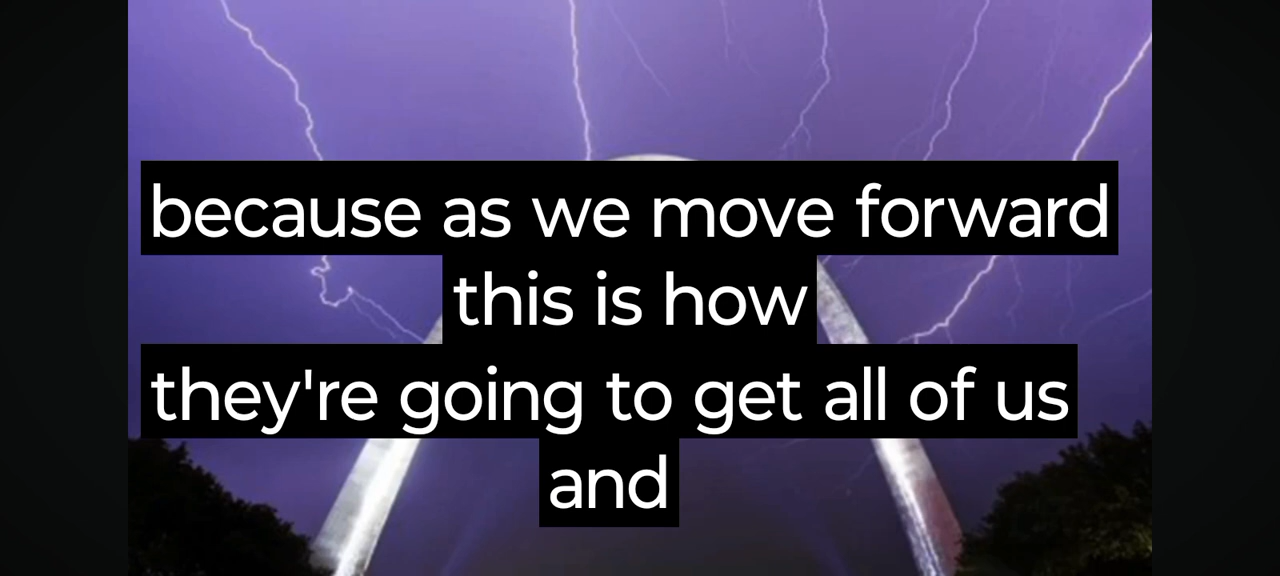 because as we move forward
this is how
they're going to get all of us
and